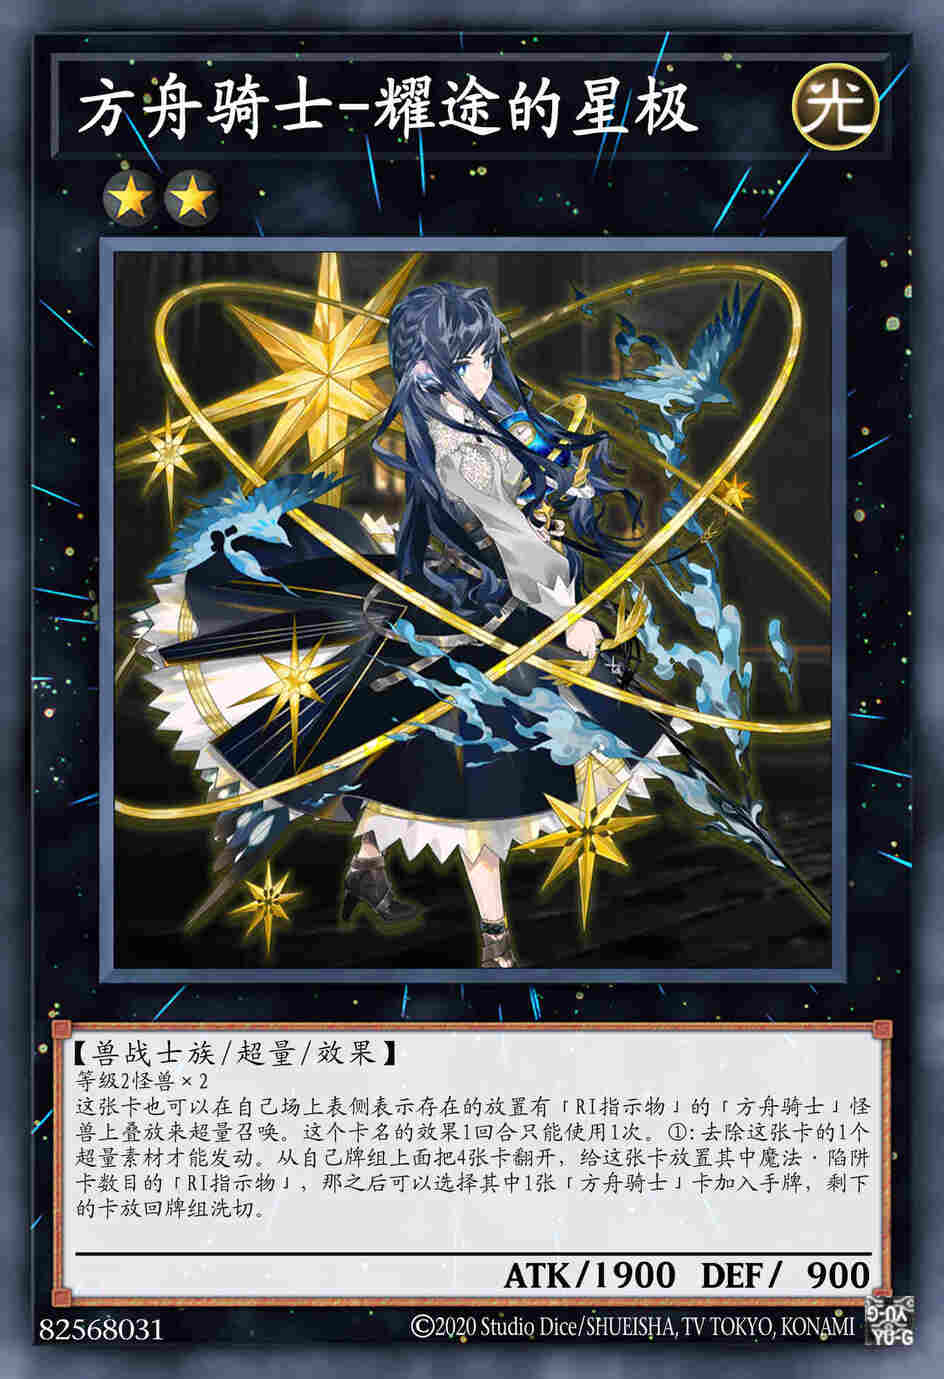 方舟骑士-耀途的星极
光
【兽战士族/超量/效果】
等级2怪兽×2
这张卡也可以在自己场上表侧表示存在的放置有「RI指示物」的「方舟骑士」怪
兽上叠放来超量召唤。这个卡名的效果1回合只能使用1次。①:去除这张卡的1个
超量素材才能发动。从自己牌组上面把4张卡翻开，给这张卡放置其中魔法·陷阱
卡数目的「RI指示物」，那之后可以选择其中1张「方舟骑士」卡加入手牌，剩下
的卡放回牌组洗切。
ATK/1900 DEF/ 900
82568031
©2020 Studio Dice/SHUEISHA, TV TOKYO, KONAMI
YU-G